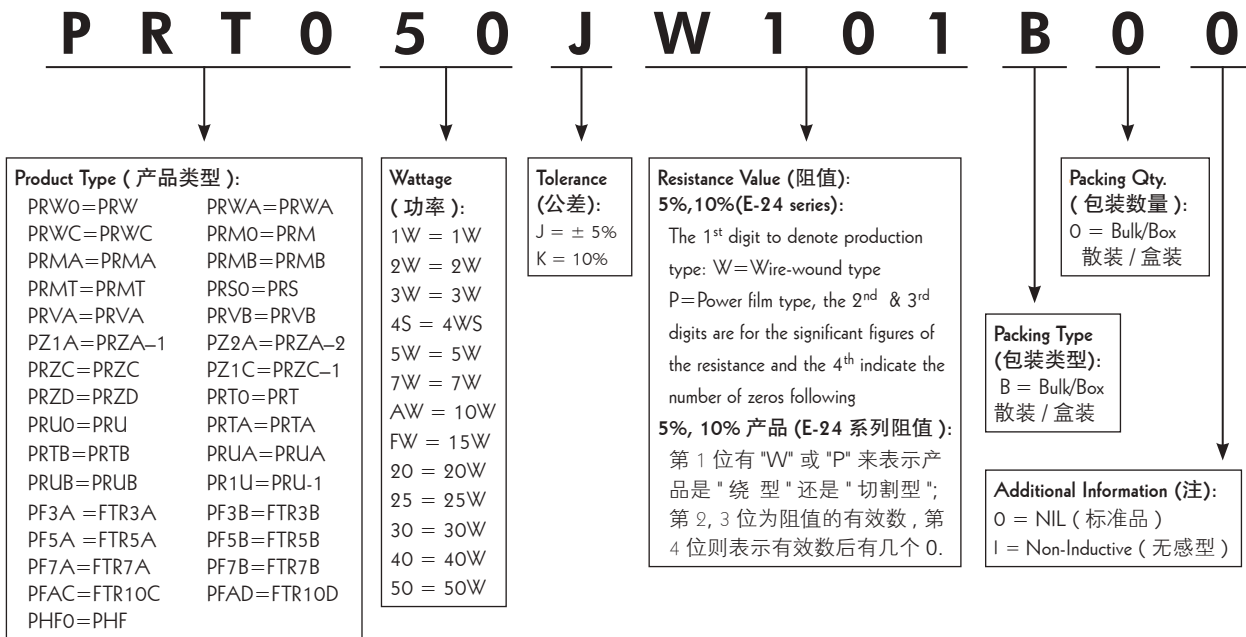 P R T 0 5 0 J W 1 0 1 B 0 0
Product Type ( 产品类型 ):
PRW0=PRW PRWA=PRWA
PRWC=PRWC PRM0=PRM
PRMA=PRMA PRMB=PRMB
PRMT=PRMT PRS0=PRS
PRVA=PRVA PRVB=PRVB
PZ1A=PRZA–1 PZ2A=PRZA–2
PRZC=PRZC PZ1C=PRZC–1
PRZD=PRZD PRT0=PRT
PRU0=PRU PRTA=PRTA
PRTB=PRTB PRUA=PRUA
PRUB=PRUB PR1U=PRU-1
PF3A =FTR3A PF3B=FTR3B
PF5A =FTR5A PF5B=FTR5B
PF7A=FTR7A PF7B=FTR7B
PFAC=FTR10C PFAD=FTR10D
PHF0=PHF
Wattage
( 功率 ):
1W = 1W
2W = 2W
3W = 3W
4S = 4WS
5W = 5W
7W = 7W
AW = 10W
FW = 15W
20 = 20W
25 = 25W
30 = 30W
40 = 40W
50 = 50W
Tolerance
(公差):
J = ± 5%
K = 10%
Resistance Value (阻值):
5%,10%(E-24 series):
The 1st digit to denote production
type: W=Wire-wound type
P=Power film type, the 2nd & 3rd
digits are for the significant figures of
the resistance and the 4th indicate the
number of zeros following
5%, 10% 产品 (E-24 系列阻值 ):
第 1 位有 "W" 或 "P" 来表示产
品是 " 绕 型 " 还是 " 切割型 ";
第 2, 3 位为阻值的有效数 , 第
4 位则表示有效数后有几个 0.
Packing Type
(包装类型):
B = Bulk/Box
散装 / 盒装
Packing Qty.
( 包装数量 ):
0 = Bulk/Box
散装 / 盒装
Additional Information (注):
0 = NIL ( 标准品 )
I = Non-Inductive ( 无感型 )